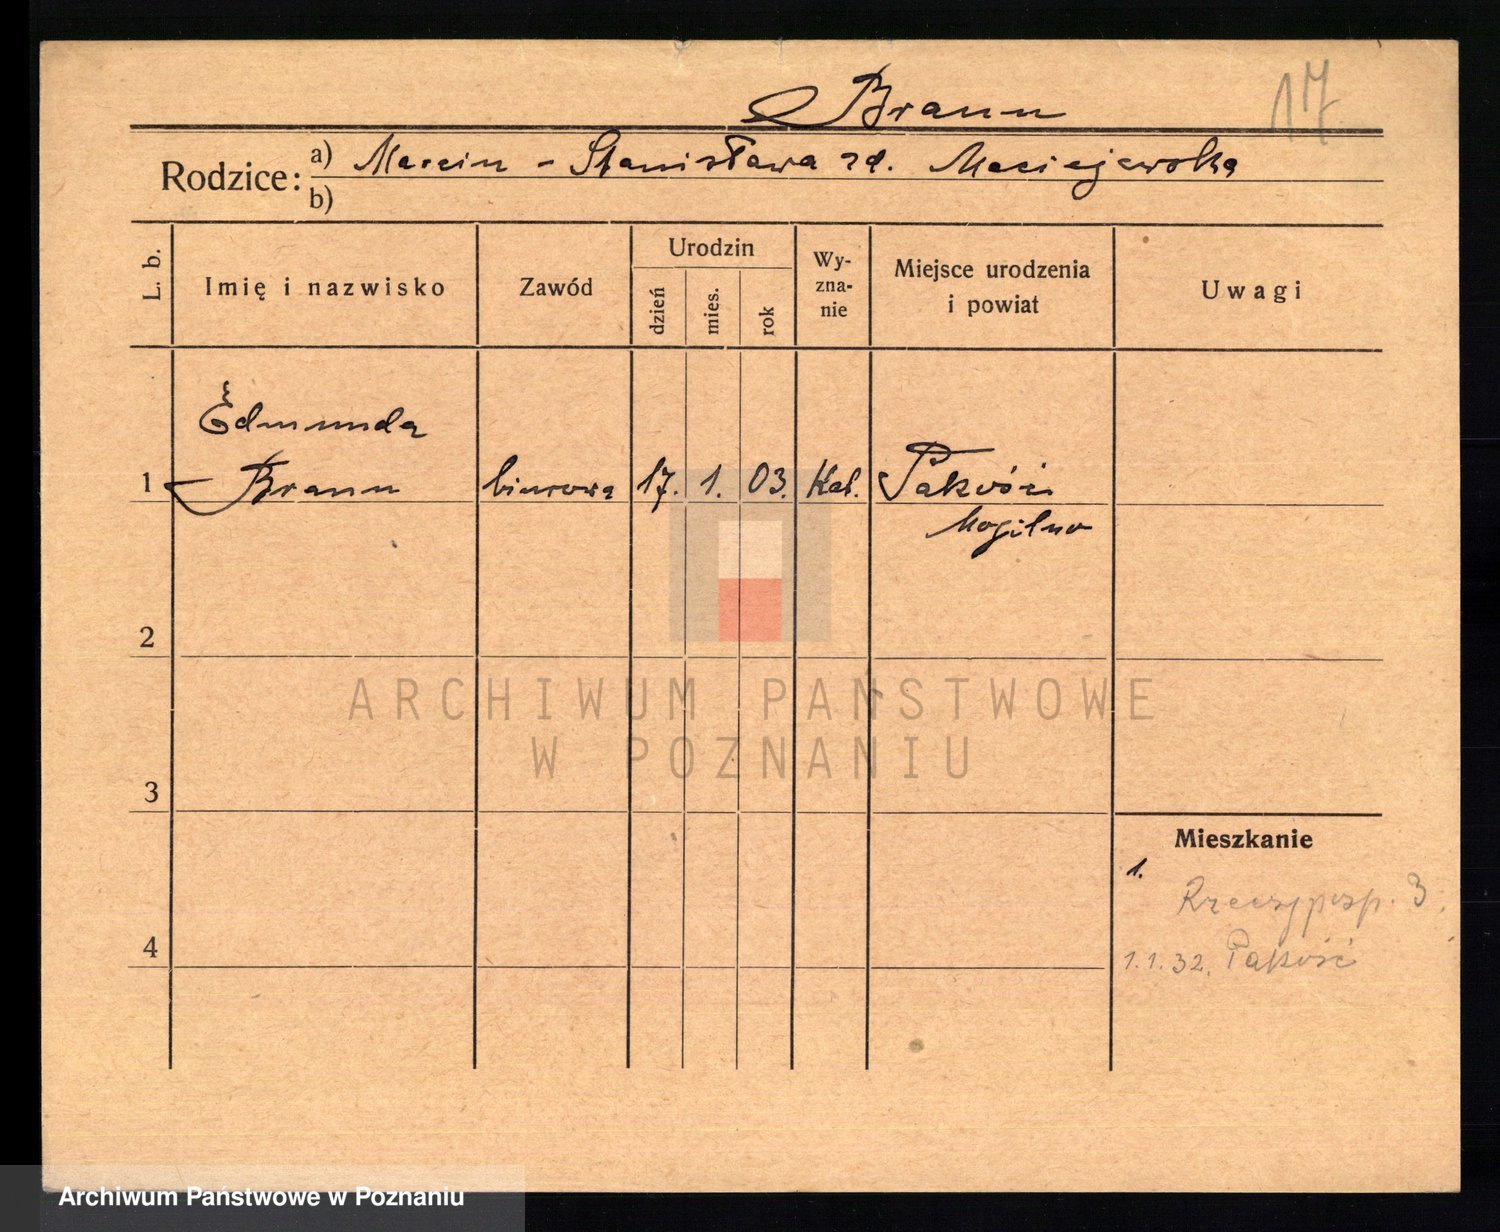 Braun
17
Rodzice: a) Marcin - Stanisława zd. Maciejewska
b)
L. b.
Imię i nazwisko
Zawód
Urodzin
dzień
mies.
rok
Wy-
zna-
nie
Miejsce urodzenia
i powiat
Uwagi
Edmunda
1 Braun biurowa 17. 1. 03. Kat. Pakość
Mogilno
2
3
4
Mieszkanie
1.
Rzeczyposp. 3.
1.1.32. Pakość
ARCHIWUM PAŃSTWOWE
W POZNANIU
Archiwum Państwowe w Poznaniu